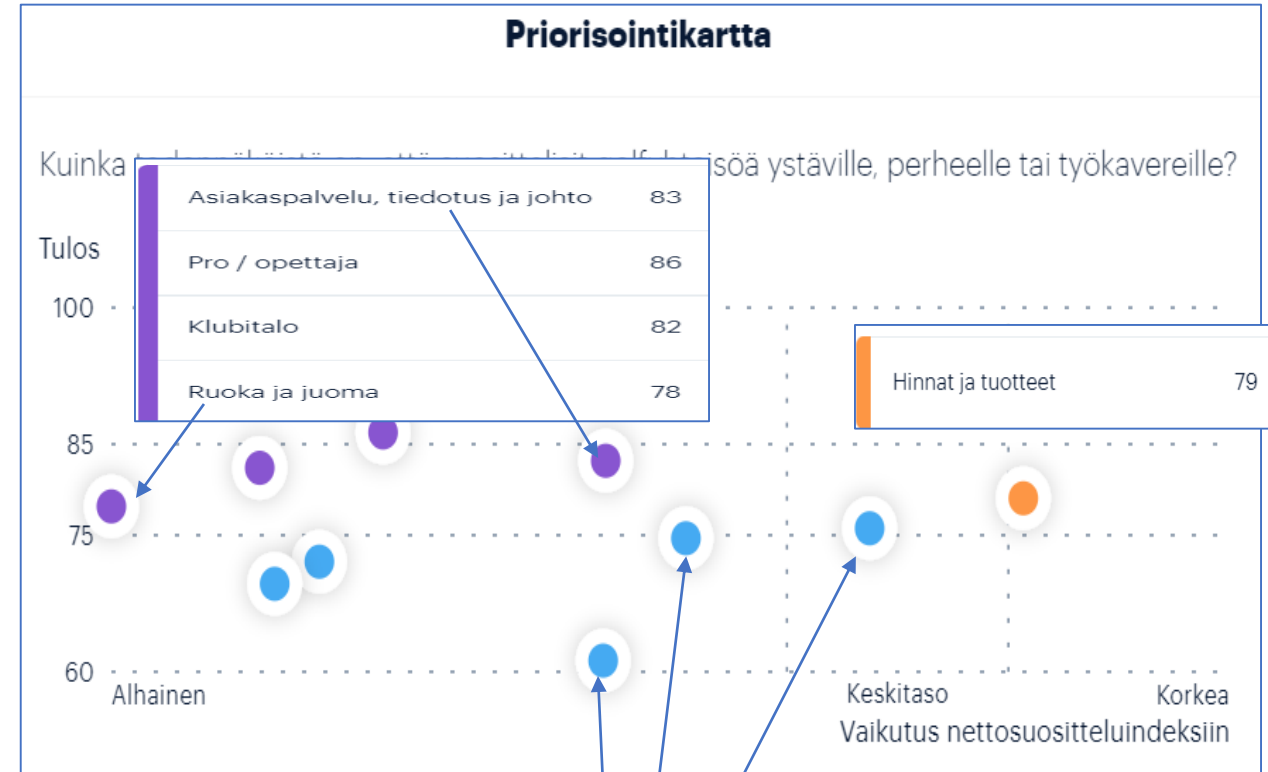 Priorisointikartta
Kuinka
söä ystäville, perheelle tai työkavereille?
Asiakaspalvelu, tiedotus ja johto 83
Pro / opettaja 86
Klubitalo 82
Ruoka ja juoma 78
Tulos
100
Hinnat ja tuotteet 79
85
75
60
Alhainen
Keskitaso
Korkea
Vaikutus nettosuositteluindeksiin